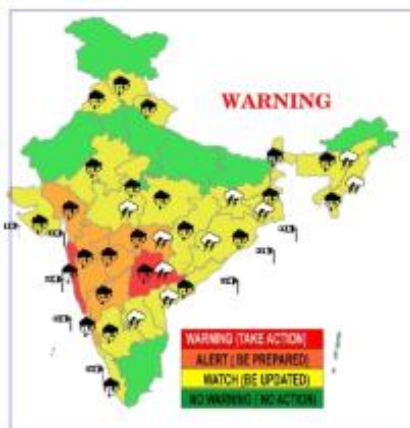 WARNING
WARNING (TAKE ACTION)
ALERT ( BE PREPARED)
WATCH (BE UPDATED)
NO WARNING ( NO ACTION)